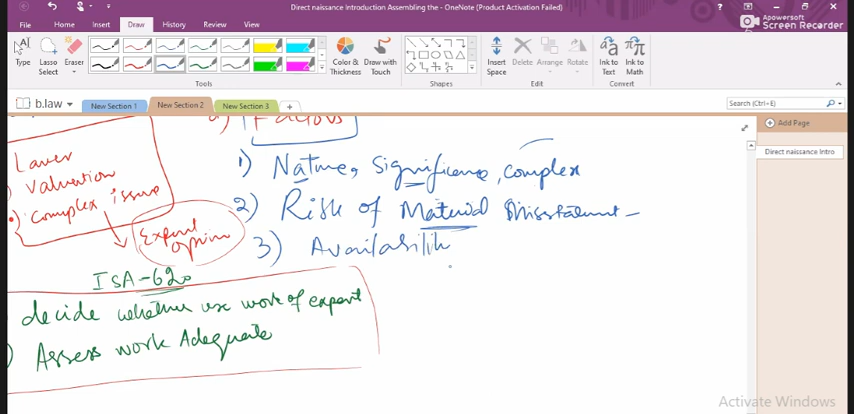 Direct naissance Introduction Assembling the - OneNote (Product Activation Failed)
Apowersoft
Screen Recorder
File Home Insert Draw History Review View
Type
Lasso
Select
Eraser
Color &
Thickness
Draw with
Touch
Insert
Space
Delete
Arrange
Rotate
Ink to
Text
Ink to
Math
Tools
Shapes
Edit
Convert
b.law
New Section 1
New Section 2
New Section 3
Search (Ctrl+E)
Add Page
Direct naissance Intro
Factors
1) Nature, Significance, complex
2) Risk of Material Misstatement -
3) Availabilit
Valuation
Complex issue
Expert
opinion
ISA-620
decide whether use work of expert
Assess work Adequate
Activate Windows